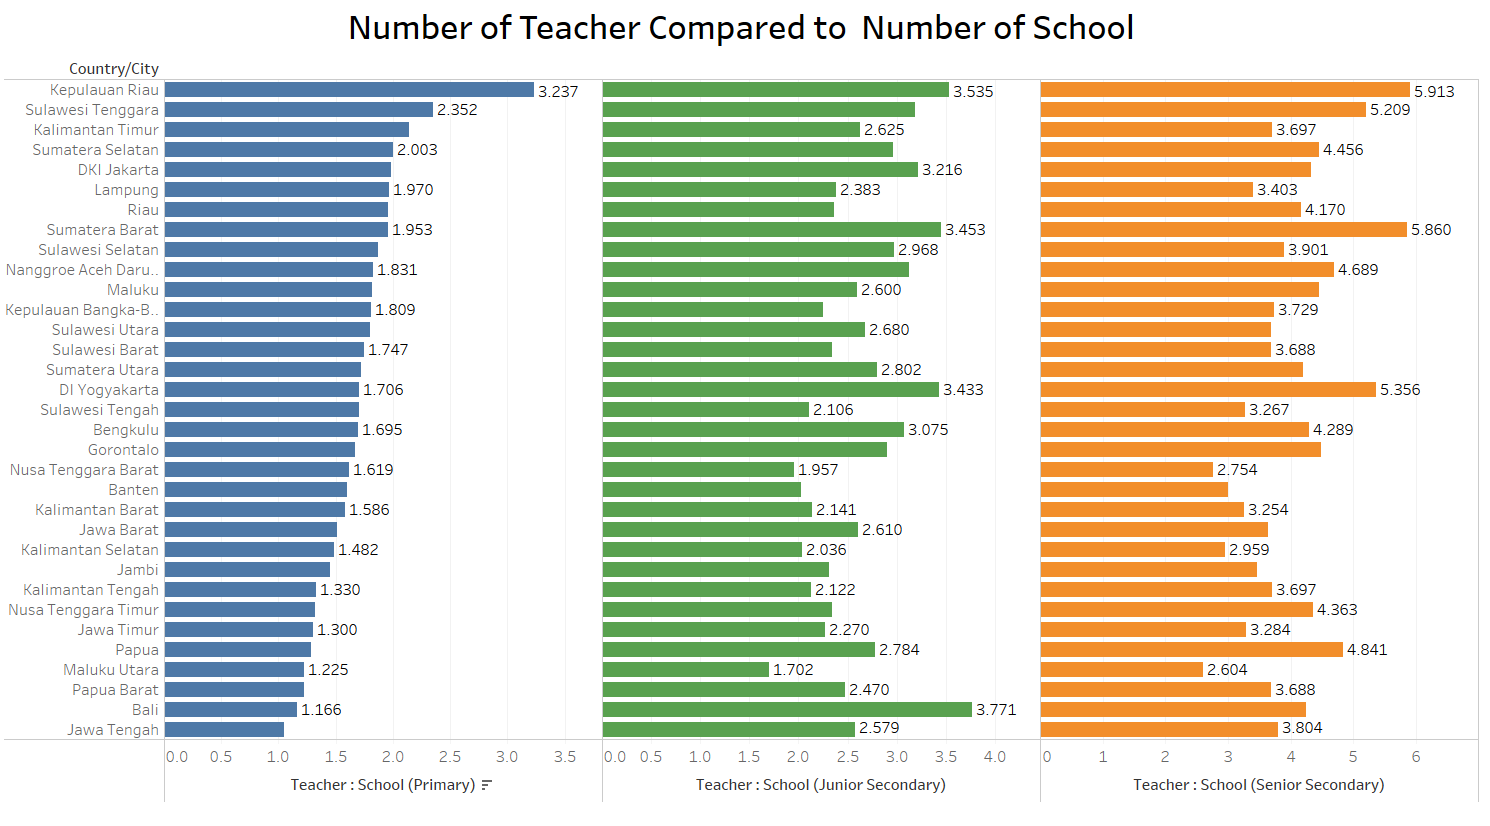 Number of Teacher Compared to  Number of School
Country/City
Kepulauan Riau 3.237 3.535 5.913
Sulawesi Tenggara 2.352 5.209
Kalimantan Timur 2.625 3.697
Sumatera Selatan 2.003 4.456
DKI Jakarta 3.216
Lampung 1.970 2.383 3.403
Riau 4.170
Sumatera Barat 1.953 3.453 5.860
Sulawesi Selatan 2.968 3.901
Nanggroe Aceh Daru.. 1.831 4.689
Maluku 2.600
Kepulauan Bangka-B.. 1.809 3.729
Sulawesi Utara 2.680
Sulawesi Barat 1.747 3.688
Sumatera Utara 2.802
DI Yogyakarta 1.706 3.433 5.356
Sulawesi Tengah 2.106 3.267
Bengkulu 1.695 3.075 4.289
Gorontalo
Nusa Tenggara Barat 1.619 1.957 2.754
Banten
Kalimantan Barat 1.586 2.141 3.254
Jawa Barat 2.610
Kalimantan Selatan 1.482 2.036 2.959
Jambi
Kalimantan Tengah 1.330 2.122 3.697
Nusa Tenggara Timur 4.363
Jawa Timur 1.300 2.270 3.284
Papua 2.784 4.841
Maluku Utara 1.225 1.702 2.604
Papua Barat 2.470 3.688
Bali 1.166 3.771
Jawa Tengah 2.579 3.804
0.0 0.5 1.0 1.5 2.0 2.5 3.0 3.5 0.0 0.5 1.0 1.5 2.0 2.5 3.0 3.5 4.0 0 1 2 3 4 5 6
Teacher : School (Primary) Teacher : School (Junior Secondary) Teacher : School (Senior Secondary)